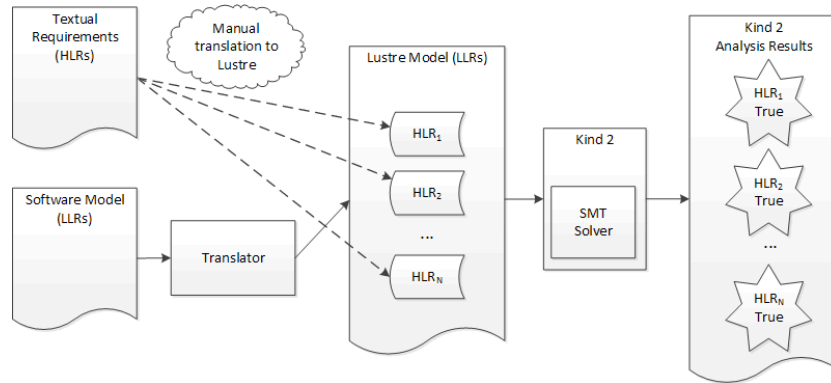 Textual
Requirements
(HLRs)
Manual
translation to
Lustre
Software Model
(LLRs)
Translator
Lustre Model (LLRs)
HLR1
HLR2
...
HLRN
Kind 2
SMT
Solver
Kind 2
Analysis Results
HLR1
True
HLR2
True
...
HLRN
True